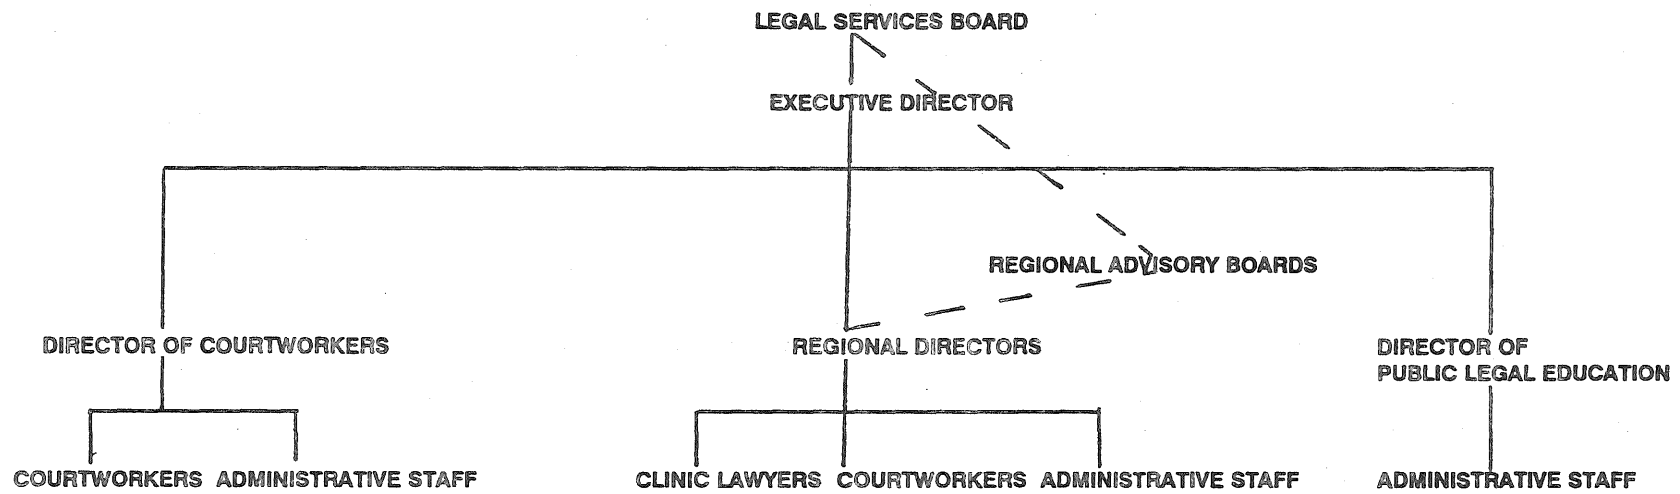 LEGAL SERVICES BOARD
EXECUTIVE DIRECTOR
REGIONAL ADVISORY BOARDS
DIRECTOR OF COURTWORKERS
REGIONAL DIRECTORS
DIRECTOR OF
PUBLIC LEGAL EDUCATION
COURTWORKERS ADMINISTRATIVE STAFF
CLINIC LAWYERS COURTWORKERS ADMINISTRATIVE STAFF
ADMINISTRATIVE STAFF